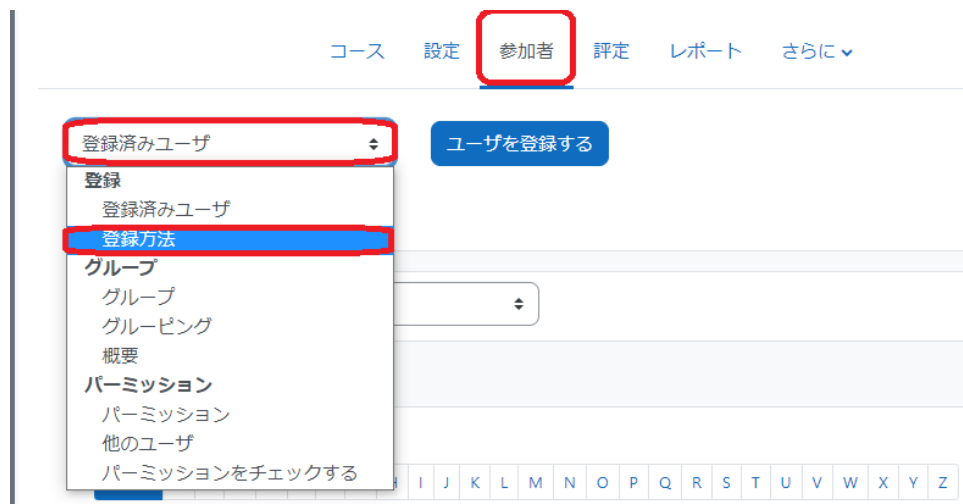 コース 設定 参加者 評定 レポート さらに
登録済みユーザ ユーザを登録する
登録
登録済みユーザ
登録方法
グループ
グループ
グルーピング
概要
パーミッション
パーミッション
他のユーザ
パーミッションをチェックする
I J K L M N O P Q R S T U V W X Y Z